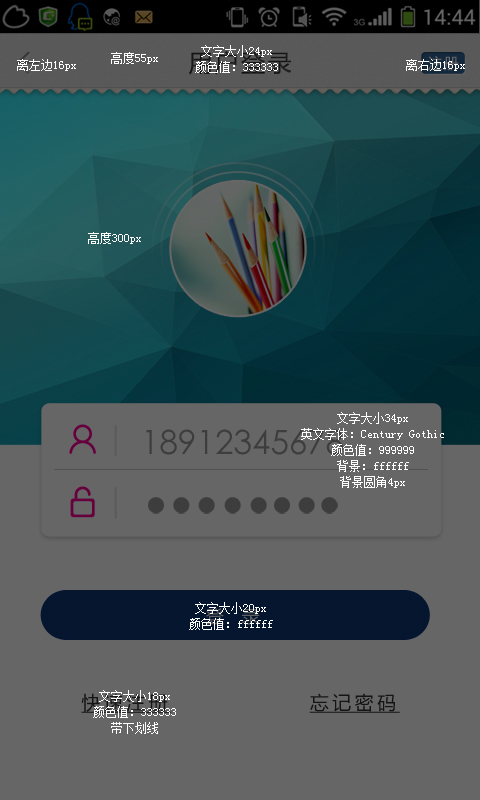 3G 14:44
文字大小24px
高度55px
离左边16px
颜色值: 333333
离右边16px
高度300px
文字大小34px
英文字体: Century Gothic
1891234567
颜色值: 999999
背景: ffffff
背景圆角4px
文字大小20px
颜色值: ffffff
文字大小18px
颜色值: 333333
忘记密码
带下划线